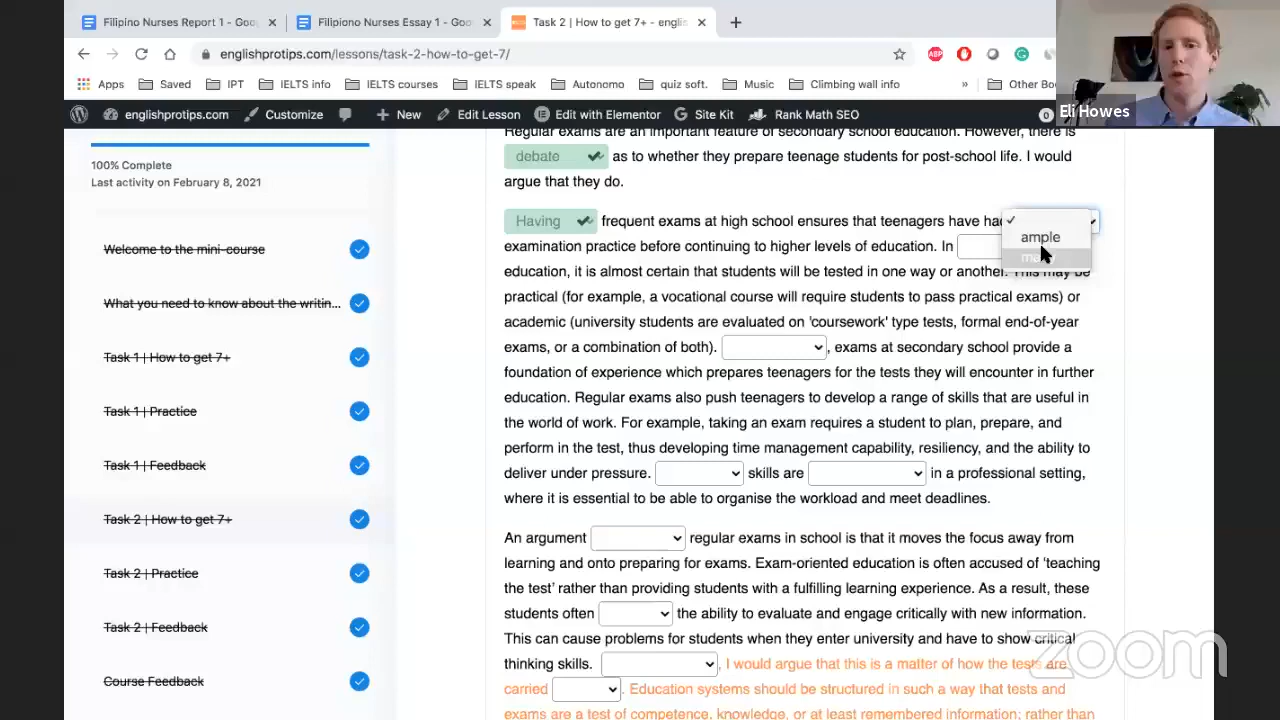 Filipino Nurses Report 1 - Goo
Filipiono Nurses Essay 1 - Goo
Task 2 | How to get 7+ - englis
englishprotips.com/lessons/task-2-how-to-get-7/
ABP
Apps
Saved
IPT
IELTS info
IELTS courses
IELTS speak
Autonomo
quiz soft.
Music
Climbing wall info
»
Other Bo
englishprotips.com
Customize
New
Edit Lesson
Edit with Elementor
Site Kit
Rank Math SEO
0
Eli Howes
100% Complete
Last activity on February 8, 2021
Welcome to the mini-course
What you need to know about the writin...
Task 1 | How to get 7+
Task 1 | Practice
Task 1 | Feedback
Task 2 | How to get 7+
Task 2 | Practice
Task 2 | Feedback
Course Feedback
Regular exams are an important feature of secondary school education. However, there is
debate as to whether they prepare teenage students for post-school life. I would
argue that they do.
Having frequent exams at high school ensures that teenagers have had
ample
examination practice before continuing to higher levels of education. In
education, it is almost certain that students will be tested in one way or another. This may be
practical (for example, a vocational course will require students to pass practical exams) or
academic (university students are evaluated on 'coursework' type tests, formal end-of-year
exams, or a combination of both). , exams at secondary school provide a
foundation of experience which prepares teenagers for the tests they will encounter in further
education. Regular exams also push teenagers to develop a range of skills that are useful in
the world of work. For example, taking an exam requires a student to plan, prepare, and
perform in the test, thus developing time management capability, resiliency, and the ability to
deliver under pressure. skills are in a professional setting,
where it is essential to be able to organise the workload and meet deadlines.
An argument regular exams in school is that it moves the focus away from
learning and onto preparing for exams. Exam-oriented education is often accused of ‘teaching
the test’ rather than providing students with a fulfilling learning experience. As a result, these
students often the ability to evaluate and engage critically with new information.
This can cause problems for students when they enter university and have to show critical
thinking skills. , I would argue that this is a matter of how the tests are
carried . Education systems should be structured in such a way that tests and
exams are a test of competence, knowledge, or at least remembered information; rather than
zoom